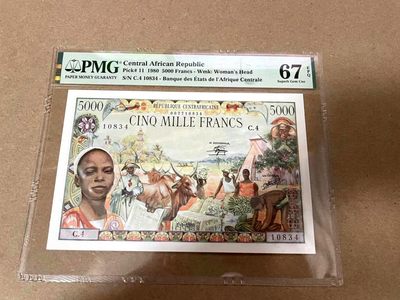 PMG
PAPER MONEY GUARANTY
Central African Republic
Pick# 11 1980 5000 Francs - Wmk: Woman's Head
S/N C.4 10834 - Banque des États de l'Afrique Centrale
67 EPQ
Superb Gem Unc
5000
REPUBLIQUE CENTRAFRICAINE
5000
10834
C.4
CINQ MILLE FRANCS
C.4
10834